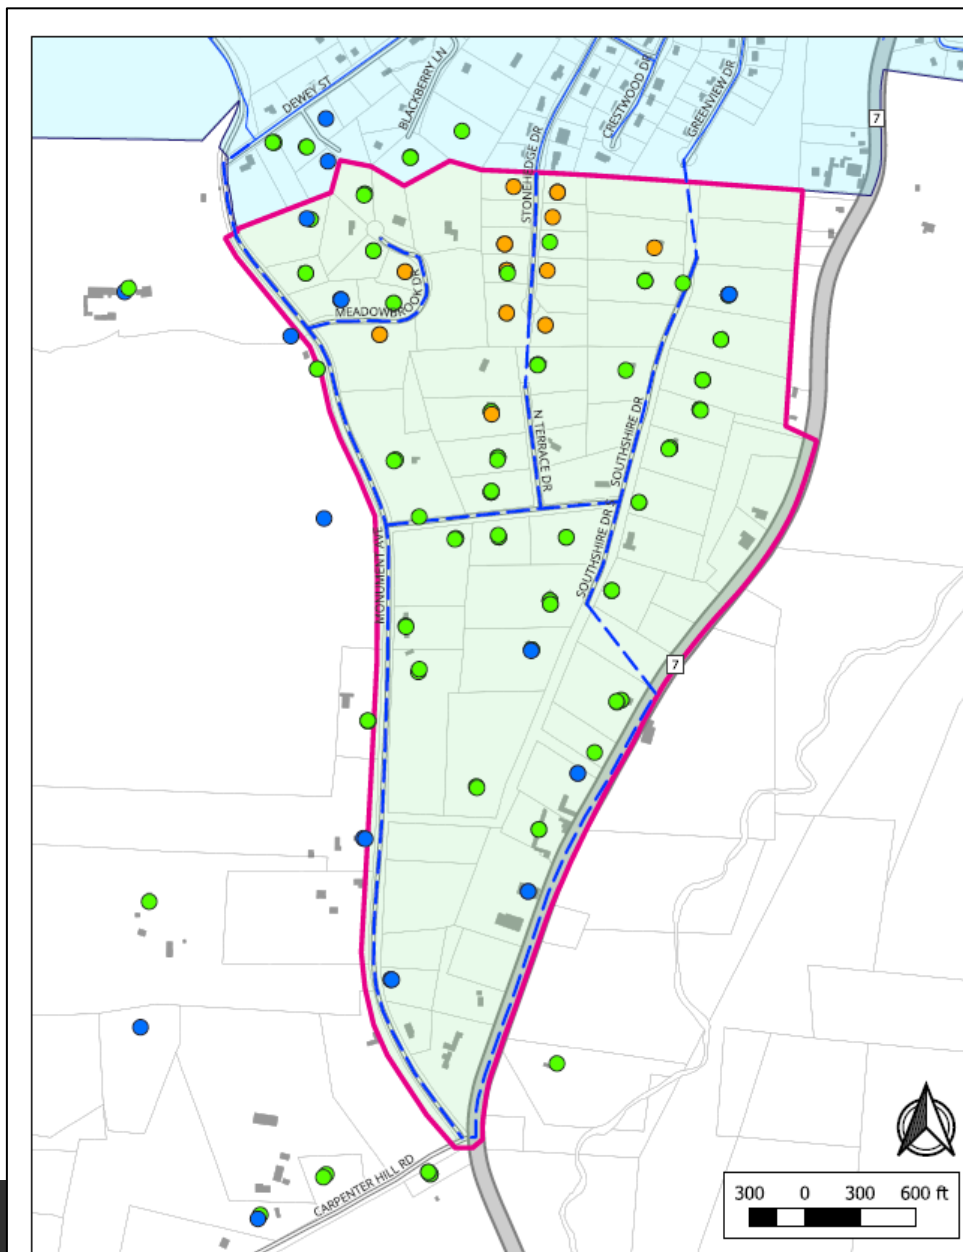 DEWEY ST
BLACKBERRY LN
CRESTWOOD DR
GREENVIEW DR
7
STONEHEDGE DR
MEADOWBROOK DR
N TERRACE DR
SOUTHSHIRE DR
SOUTHSHIRE DR S
MONUMENT AVE
7
CARPENTER HILL RD
300 0 300 600 ft